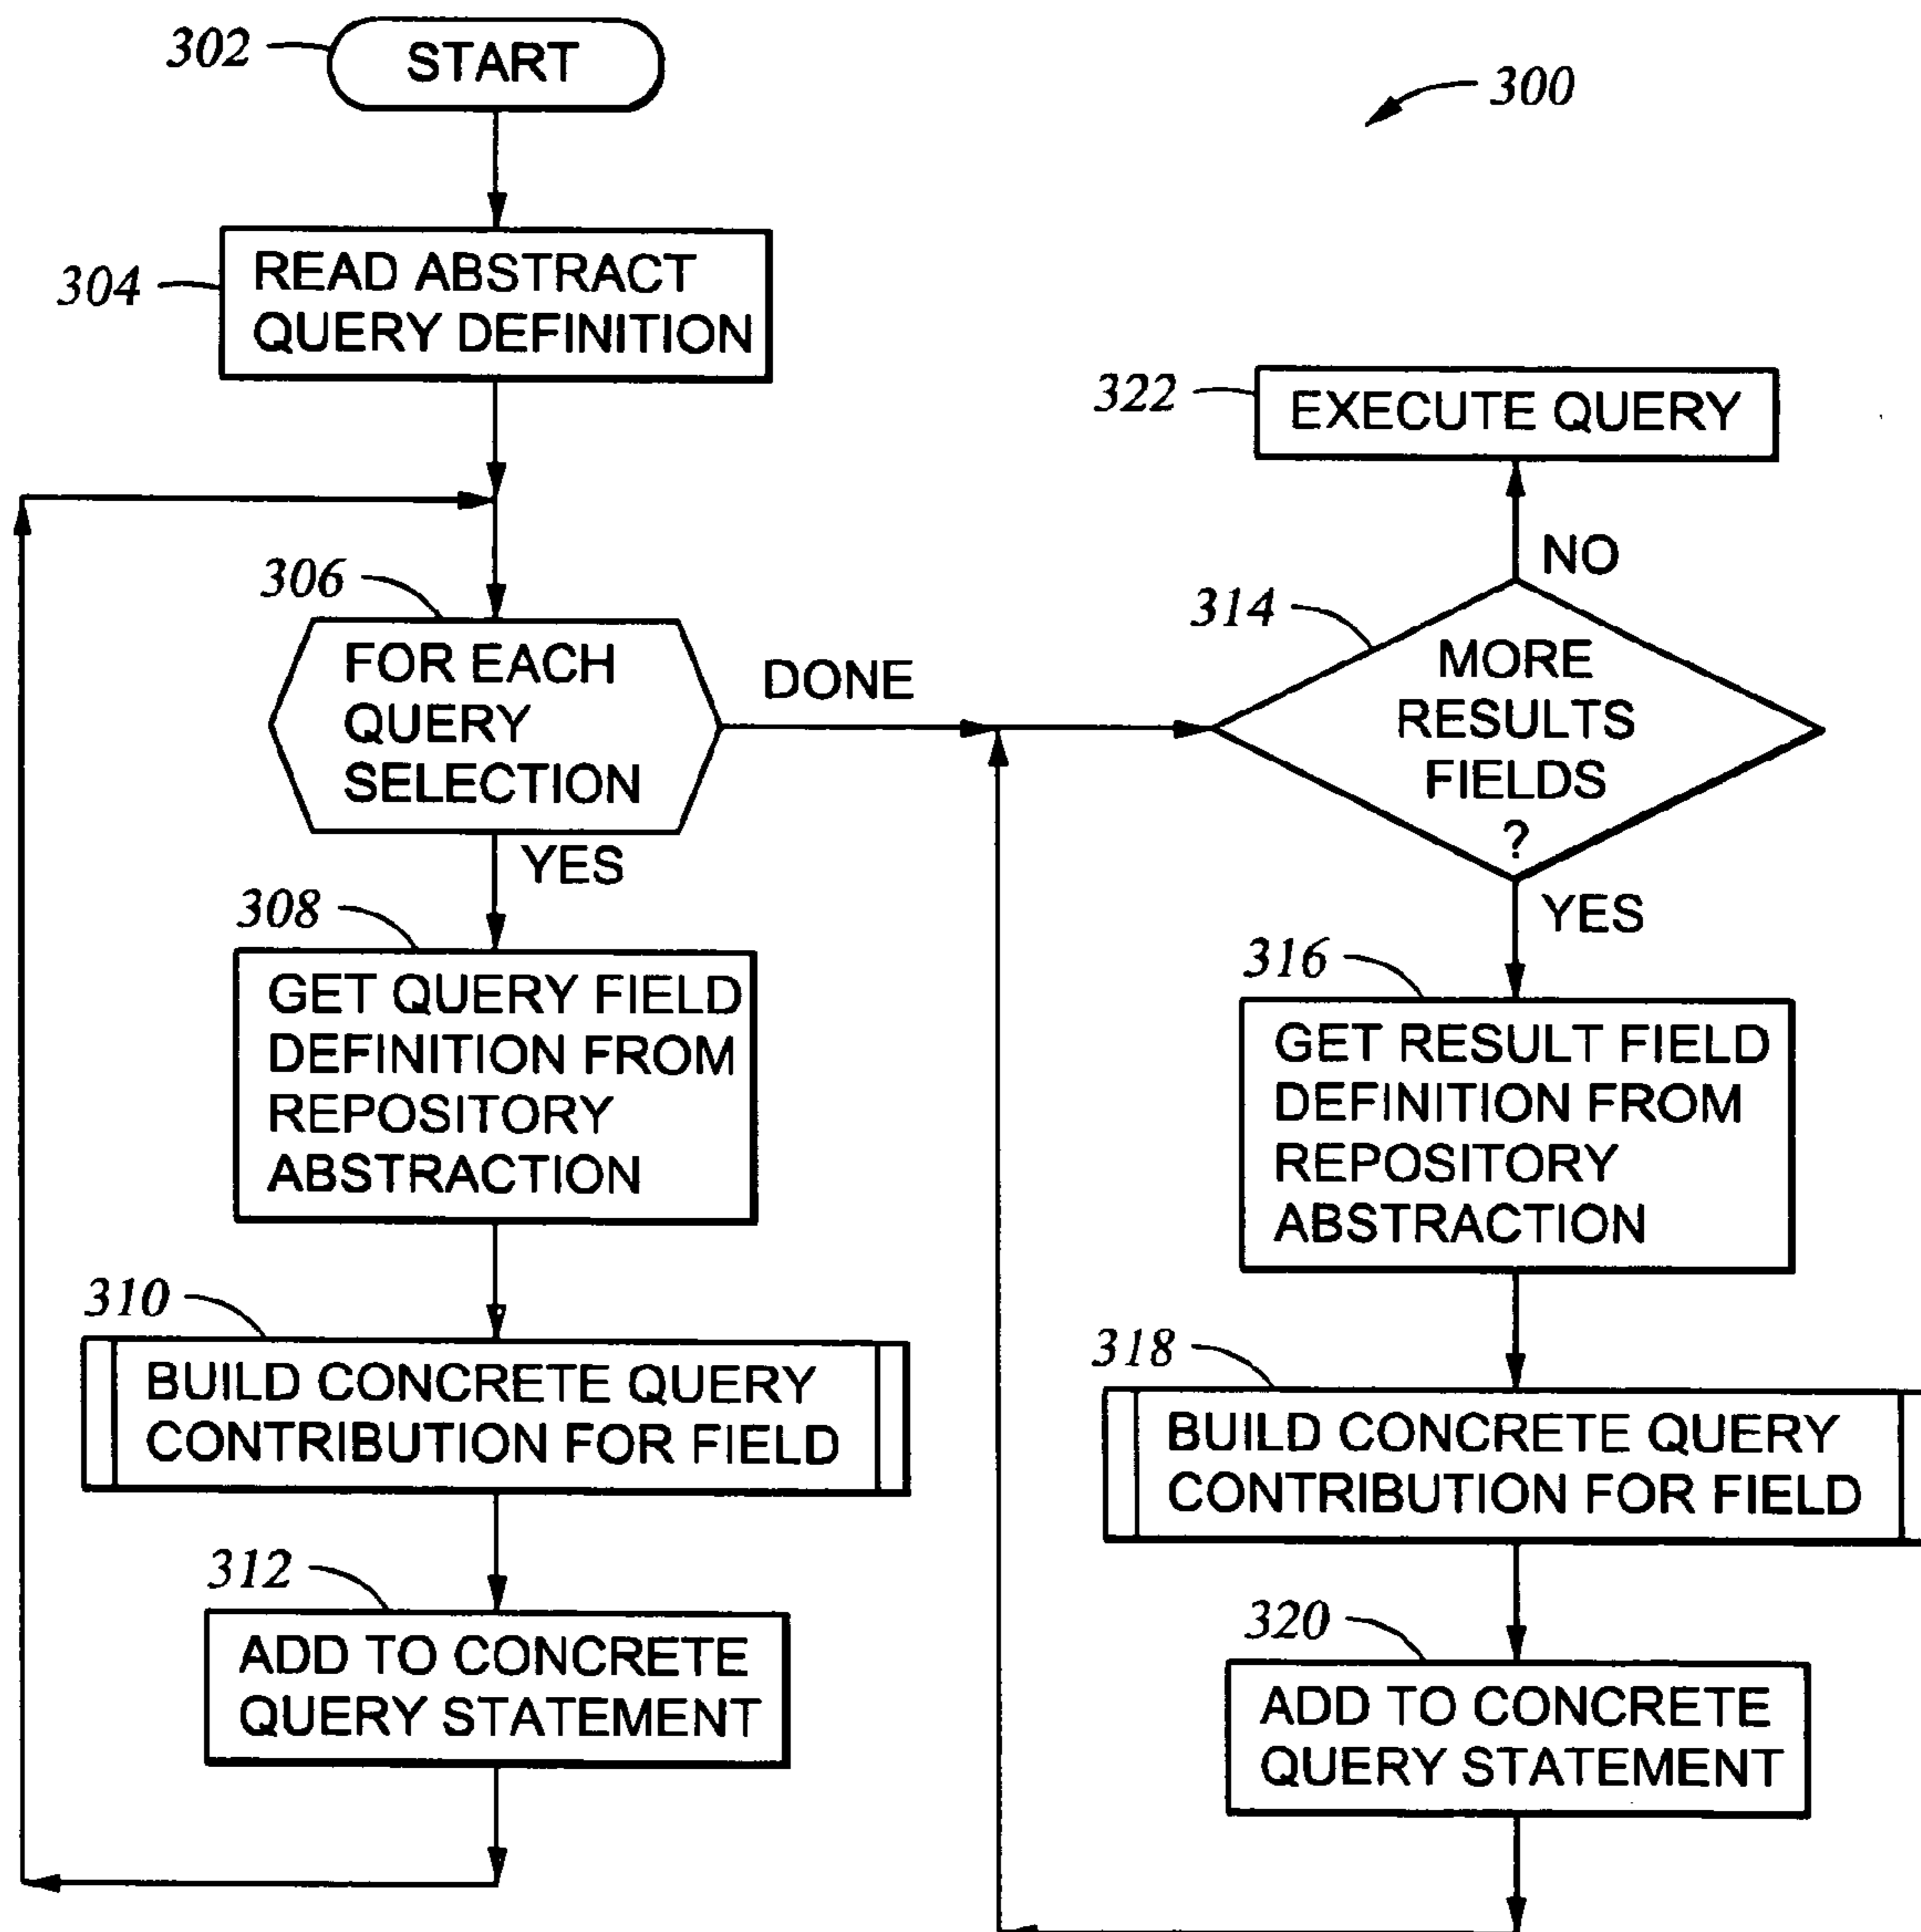 302
START
300
304
READ ABSTRACT
QUERY DEFINITION
306
FOR EACH
QUERY
SELECTION
DONE
YES
308
GET QUERY FIELD
DEFINITION FROM
REPOSITORY
ABSTRACTION
310
BUILD CONCRETE QUERY
CONTRIBUTION FOR FIELD
312
ADD TO CONCRETE
QUERY STATEMENT
322
EXECUTE QUERY
NO
314
MORE
RESULTS
FIELDS
?
YES
316
GET RESULT FIELD
DEFINITION FROM
REPOSITORY
ABSTRACTION
318
BUILD CONCRETE QUERY
CONTRIBUTION FOR FIELD
320
ADD TO CONCRETE
QUERY STATEMENT